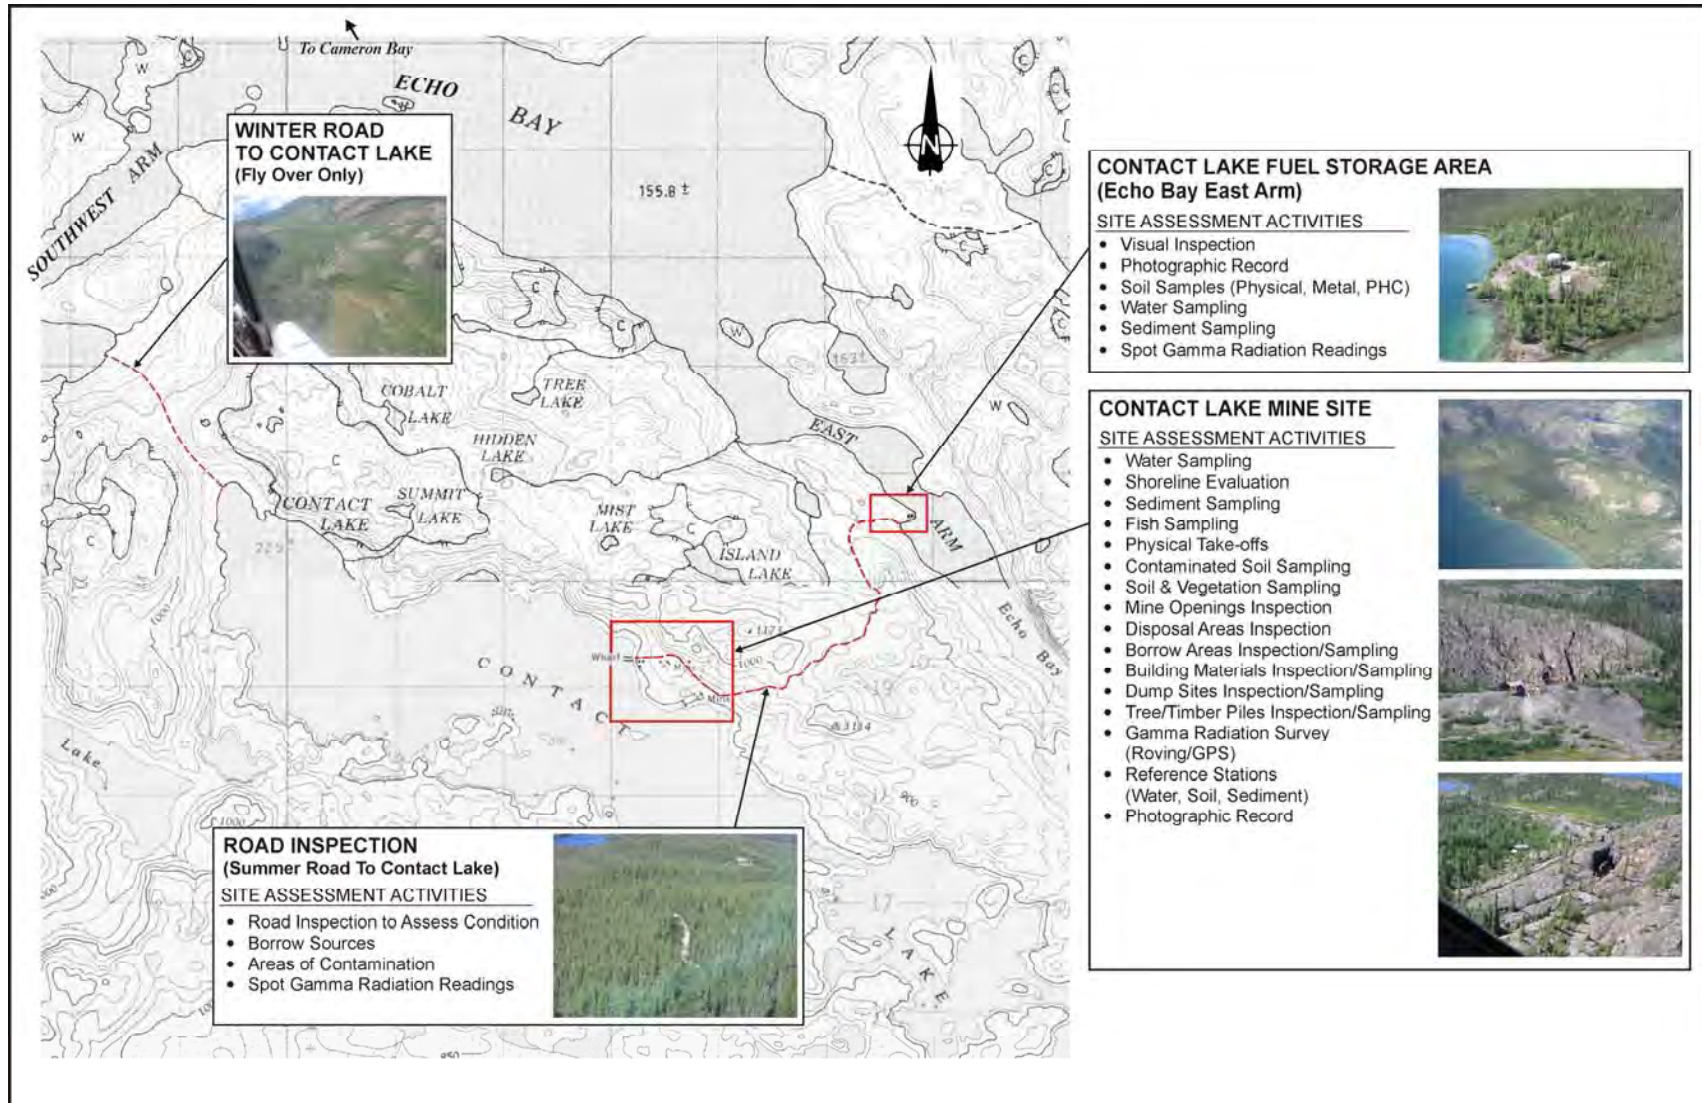 To Cameron Bay
ECHO
BAY
SOUTHWEST ARM
WINTER ROAD
TO CONTACT LAKE
(Fly Over Only)
N
155.8 ±
CONTACT LAKE FUEL STORAGE AREA
(Echo Bay East Arm)
SITE ASSESSMENT ACTIVITIES
• Visual Inspection
• Photographic Record
• Soil Samples (Physical, Metal, PHC)
• Water Sampling
• Sediment Sampling
• Spot Gamma Radiation Readings
CONTACT LAKE MINE SITE
SITE ASSESSMENT ACTIVITIES
• Water Sampling
• Shoreline Evaluation
• Sediment Sampling
• Fish Sampling
• Physical Take-offs
• Contaminated Soil Sampling
• Soil & Vegetation Sampling
• Mine Openings Inspection
• Disposal Areas Inspection
• Borrow Areas Inspection/Sampling
• Building Materials Inspection/Sampling
• Dump Sites Inspection/Sampling
• Tree/Timber Piles Inspection/Sampling
• Gamma Radiation Survey
(Roving/GPS)
• Reference Stations
(Water, Soil, Sediment)
• Photographic Record
COBALT
LAKE
TREE
LAKE
HIDDEN
LAKE
EAST
ARM
CONTACT
LAKE
SUMMIT
LAKE
MIST
LAKE
ISLAND
LAKE
Echo Bay
Wharf
Mine
1000
19
CONTACT
Lake
900
1000
17
LAKE
ROAD INSPECTION
(Summer Road To Contact Lake)
SITE ASSESSMENT ACTIVITIES
• Road Inspection to Assess Condition
• Borrow Sources
• Areas of Contamination
• Spot Gamma Radiation Readings
850